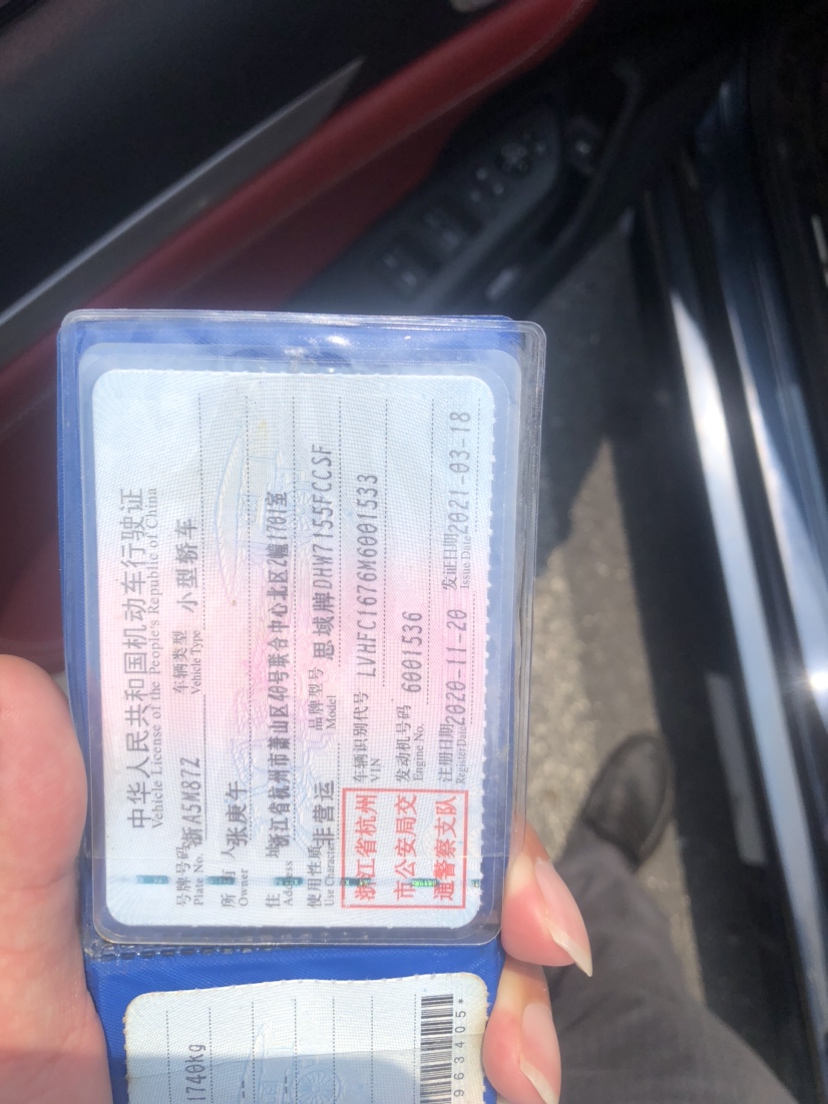 中华人民共和国机动车行驶证
Vehicle License of the People's Republic of China
号牌号码 浙A5M87Z 车辆类型 小型轿车
Plate No. Vehicle Type
所有人 张庚午
Owner
住址 浙江省杭州市萧山区40号联合中心北区2幢1701室
Address
使用性质 非营运 品牌型号 思域牌DHW7155FCCSF
Use Character Model
车辆识别代号 LVHFC1676M6001533
VIN
发动机号码 6001536
Engine No.
注册日期 2020-11-20 发证日期 2021-03-18
Register Date Issue Date
浙江省杭州
市公安局交
通警察支队
1740kg
963405*